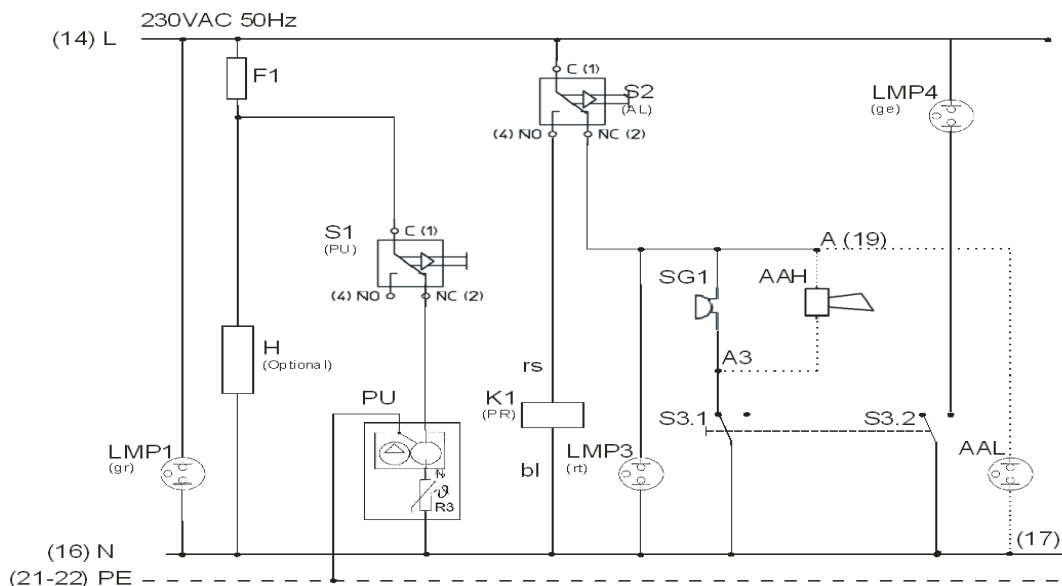 230VAC 50Hz
(14) L
F1
C (1)
S2
(AL)
LMP4
(ge)
(4) NO
NC (2)
S1
(PU)
C (1)
A (19)
SG1
AAH
(4) NO
NC (2)
H
(Optional)
rs
A3
PU
K1
(PR)
S3.1
S3.2
LMP1
(gr)
bl
LMP3
(rt)
AAL
N
ϑ
R3
(16) N
(17)
(21-22) PE